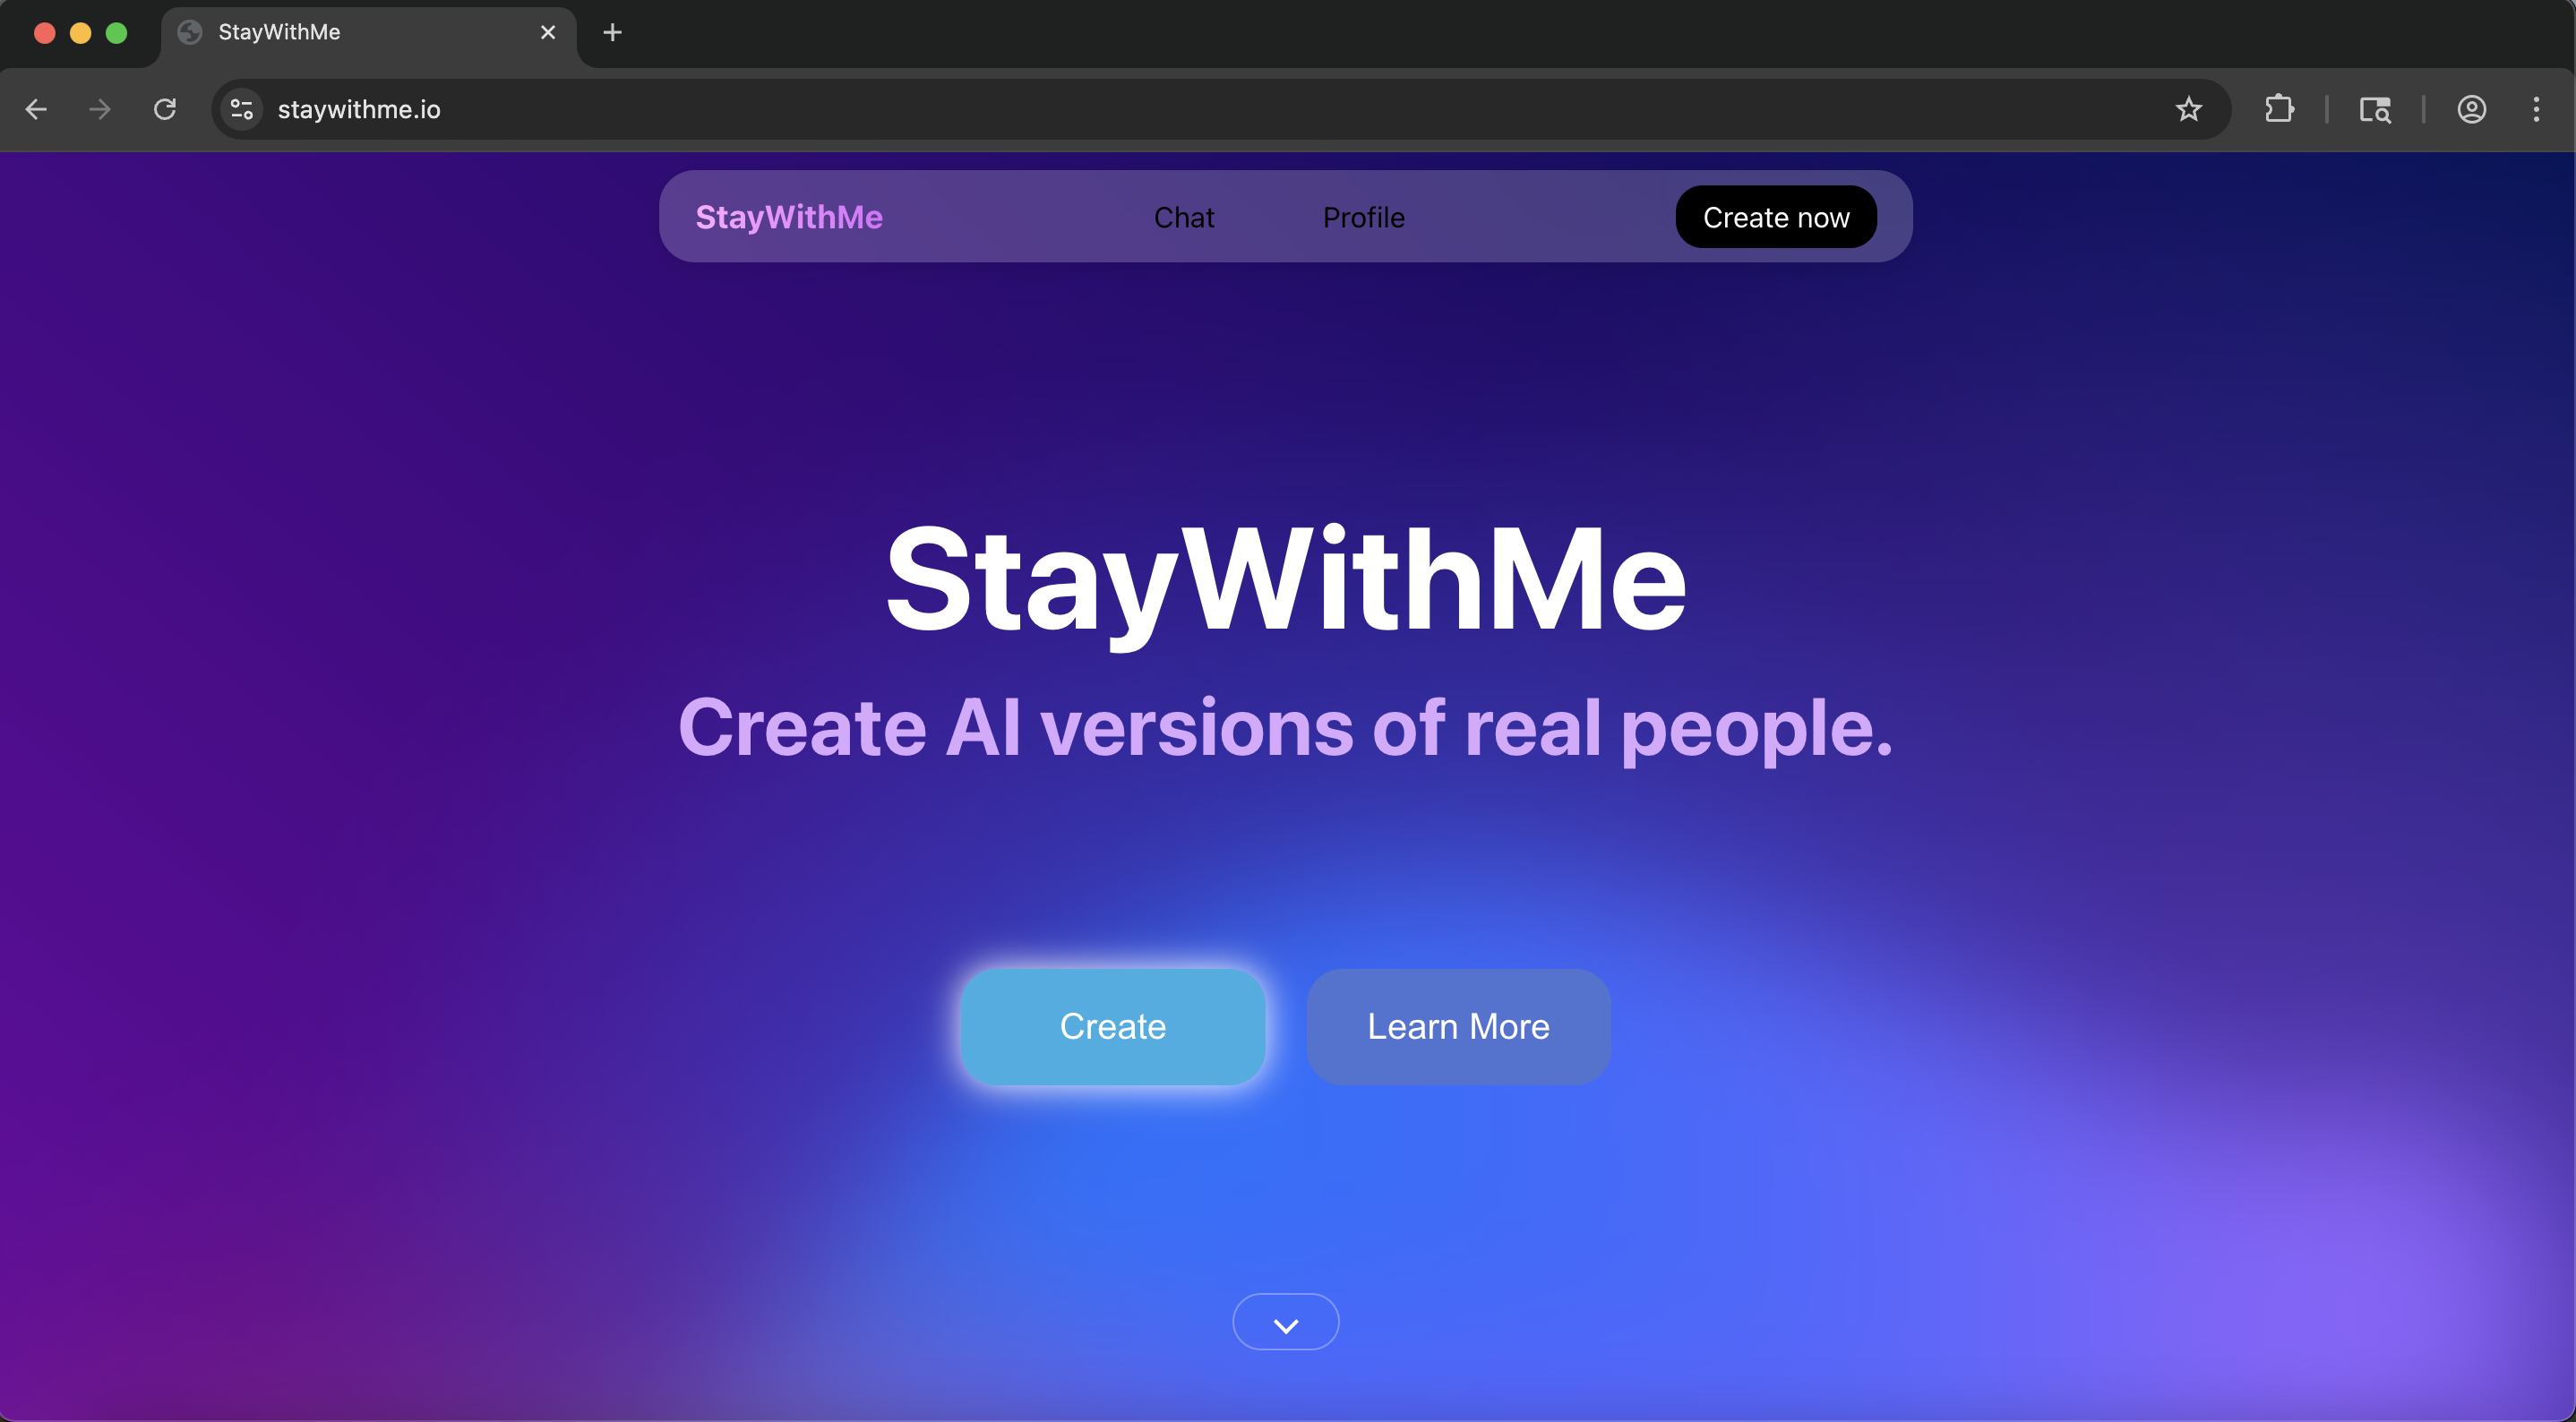 StayWithMe
staywithme.io
StayWithMe Chat Profile Create now
StayWithMe
Create AI versions of real people.
Create Learn More